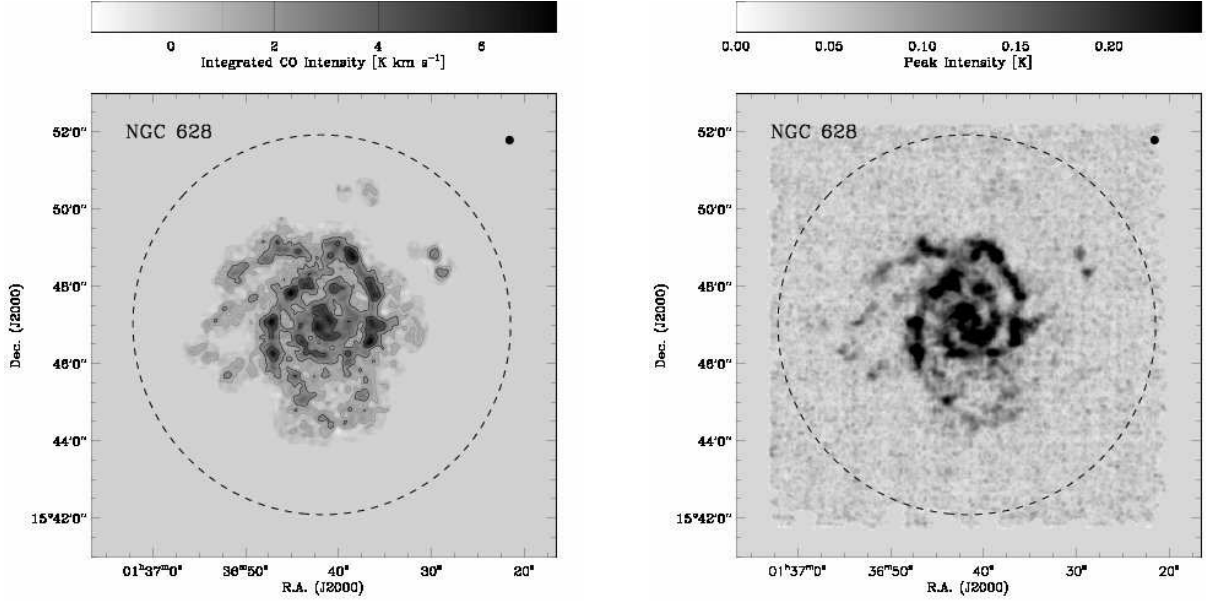 0 2 4 6
Integrated CO Intensity [K km s⁻¹]
NGC 628
52'0"
50'0"
48'0"
46'0"
44'0"
15°42'0"
Dec. (J2000)
01ʰ37ᵐ0ˢ 36ᵐ50ˢ 40ˢ 30ˢ 20ˢ
R.A. (J2000)
0.00 0.05 0.10 0.15 0.20
Peak Intensity [K]
NGC 628
52'0"
50'0"
48'0"
46'0"
44'0"
15°42'0"
Dec. (J2000)
01ʰ37ᵐ0ˢ 36ᵐ50ˢ 40ˢ 30ˢ 20ˢ
R.A. (J2000)